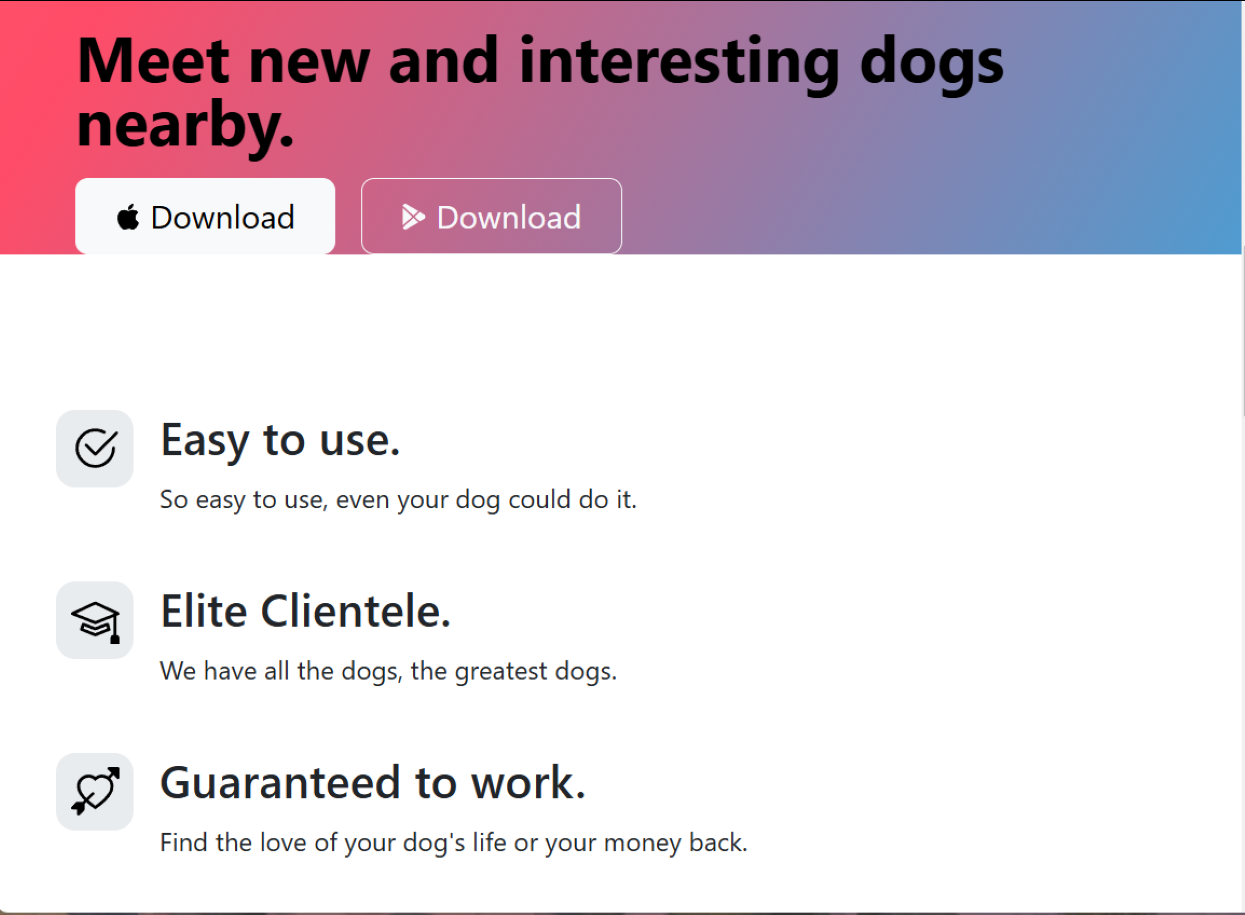 Meet new and interesting dogs
nearby.
Download
Download
Easy to use.
So easy to use, even your dog could do it.
Elite Clientele.
We have all the dogs, the greatest dogs.
Guaranteed to work.
Find the love of your dog's life or your money back.